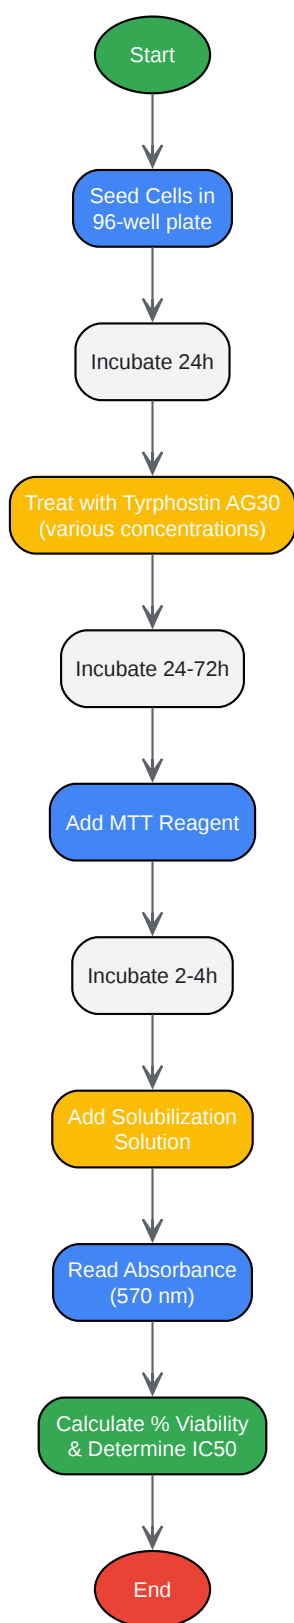 Start
Seed Cells in
96-well plate
Incubate 24h
Treat with Tyrphostin AG30
(various concentrations)
Incubate 24-72h
Add MTT Reagent
Incubate 2-4h
Add Solubilization
Solution
Read Absorbance
(570 nm)
Calculate % Viability
& Determine IC50
End